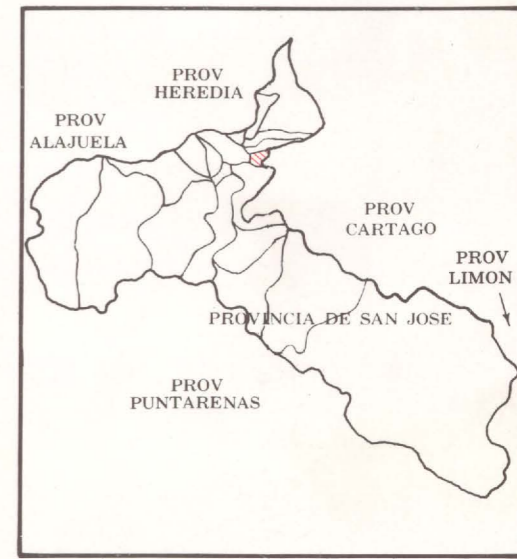 PROV
HEREDIA
PROV
ALAJUELA
PROV
CARTAGO
PROV
LIMON
PROVINCIA DE SAN JOSE
PROV
PUNTARENAS